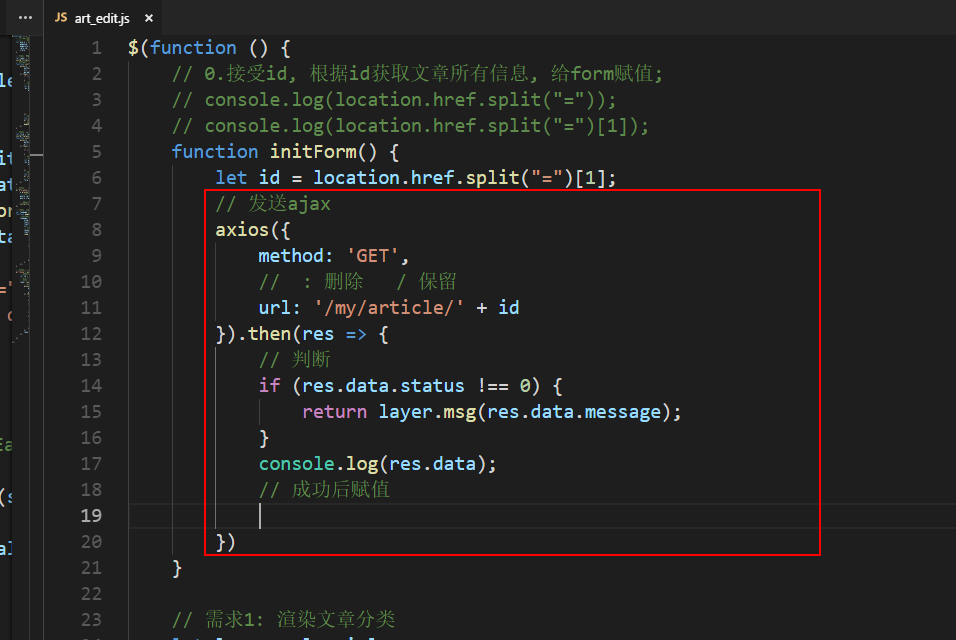 ··· JS art_edit.js ×
1 $(function () {
2 // 0.接受id, 根据id获取文章所有信息, 给form赋值;
3 // console.log(location.href.split("="));
4 // console.log(location.href.split("=")[1]);
5 function initForm() {
6 let id = location.href.split("=")[1];
7 // 发送ajax
8 axios({
9 method: 'GET',
10 // : 删除 / 保留
11 url: '/my/article/' + id
12 }).then(res => {
13 // 判断
14 if (res.data.status !== 0) {
15 return layer.msg(res.data.message);
16 }
17 console.log(res.data);
18 // 成功后赋值
19
20 })
21 }
22
23 // 需求1: 渲染文章分类